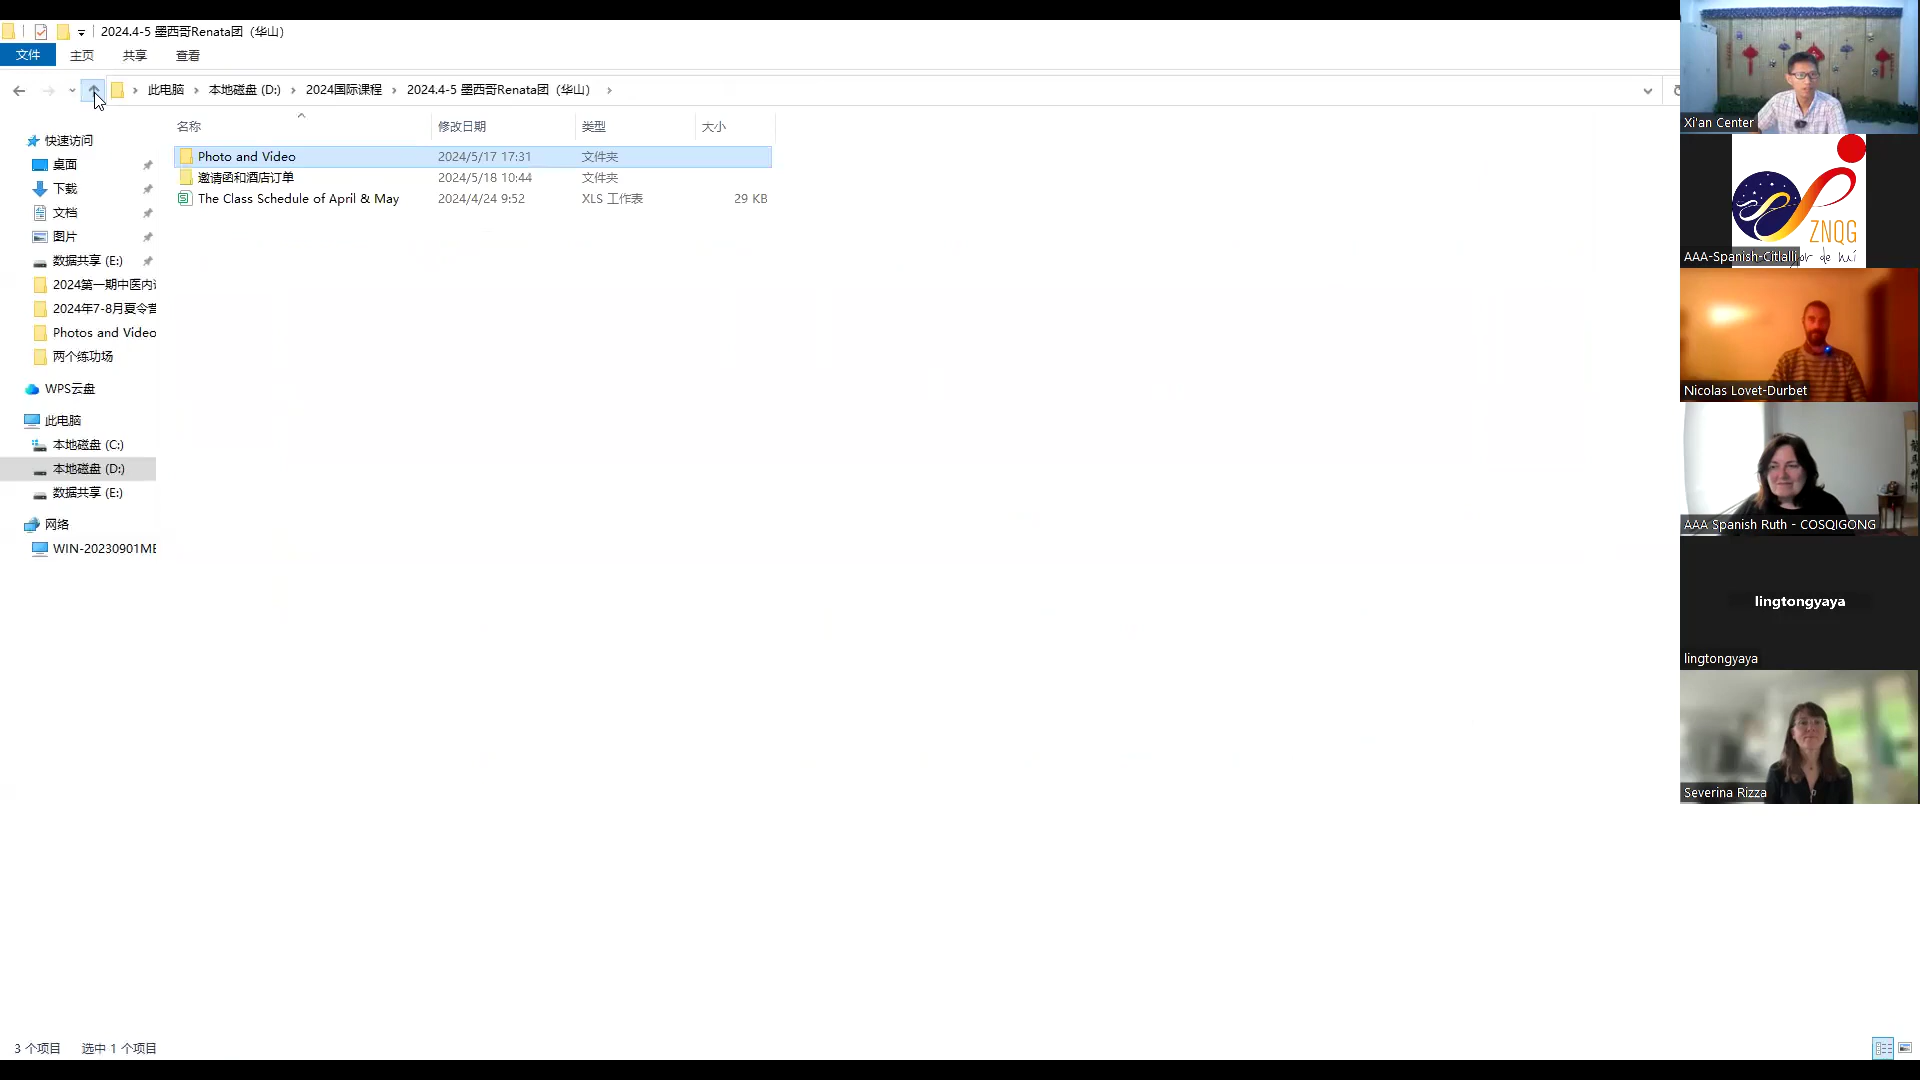 2024.4-5 墨西哥Renata团（华山）
文件 主页 共享 查看
此电脑 本地磁盘 (D:) 2024国际课程 2024.4-5 墨西哥Renata团（华山）
名称 修改日期 类型 大小
Photo and Video 2024/5/17 17:31 文件夹
邀请函和酒店订单 2024/5/18 10:44 文件夹
The Class Schedule of April & May 2024/4/24 9:52 XLS 工作表 29 KB
快速访问
桌面
下载
文档
图片
数据共享 (E:)
2024第一期中医内
2024年7-8月夏令营
Photos and Video
两个练功场
WPS云盘
此电脑
本地磁盘 (C:)
本地磁盘 (D:)
数据共享 (E:)
网络
WIN-20230901ME
3 个项目 选中 1 个项目
Xi'an Center
ZNQG
AAA-Spanish-Citlalli
de mí
Nicolas Lovet-Durbet
AAA Spanish Ruth - COSQIGONG
lingtongyaya
lingtongyaya
Severina Rizza